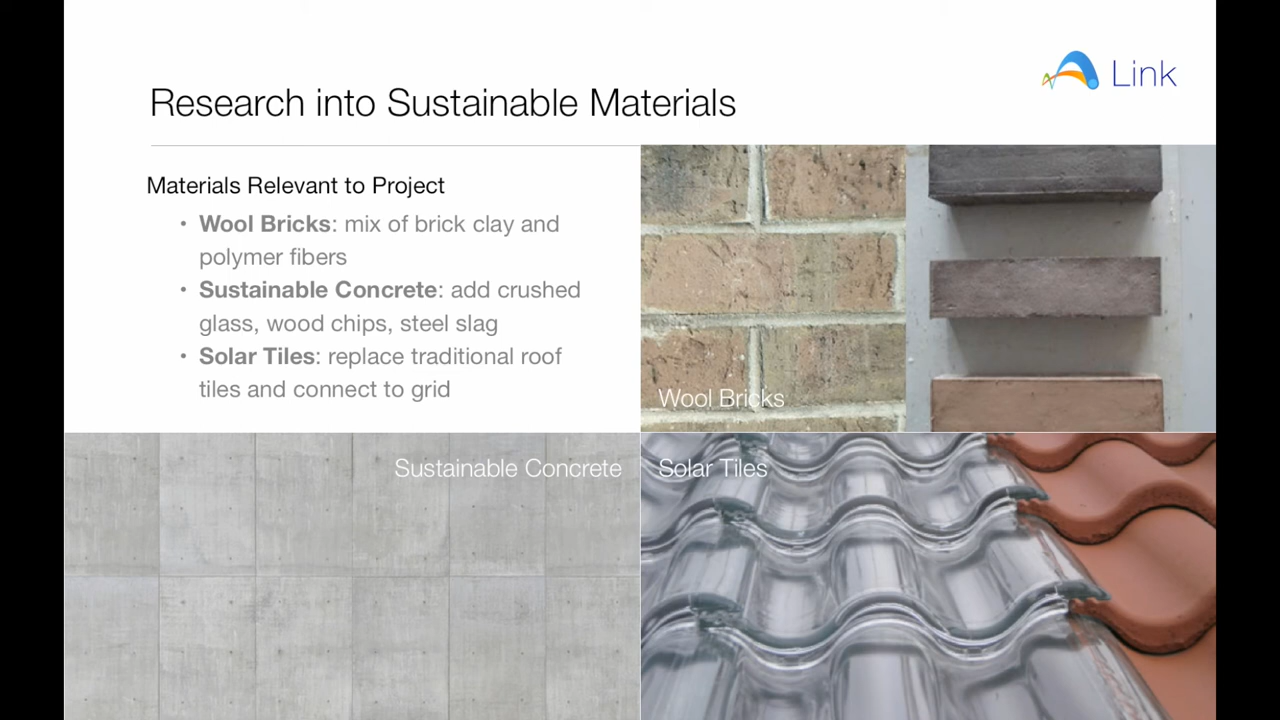 Link
Research into Sustainable Materials
Materials Relevant to Project
• Wool Bricks: mix of brick clay and
polymer fibers
• Sustainable Concrete: add crushed
glass, wood chips, steel slag
• Solar Tiles: replace traditional roof
tiles and connect to grid
Wool Bricks
Sustainable Concrete
Solar Tiles